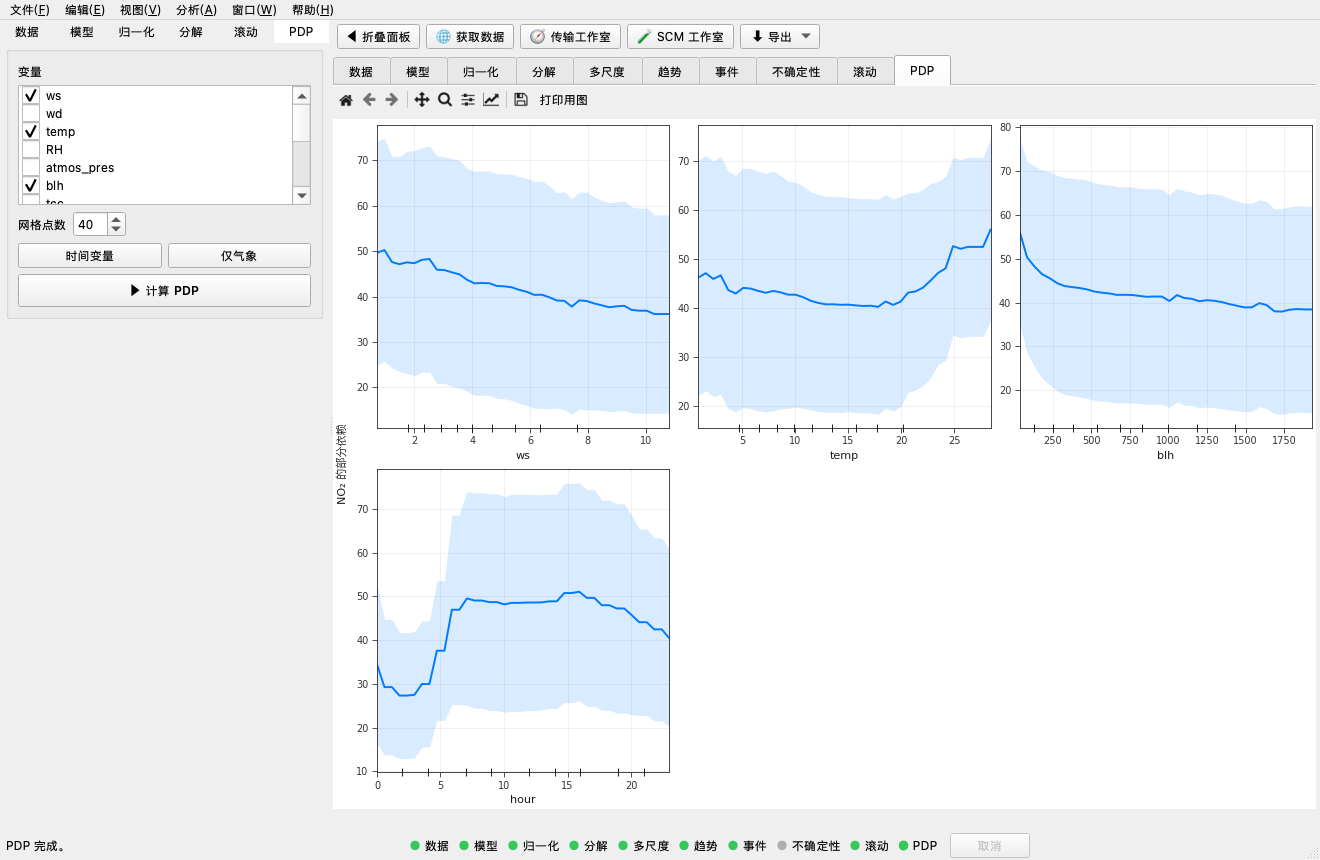 文件(F) 编辑(E) 视图(V) 分析(A) 窗口(W) 帮助(H)
数据 模型 归一化 分解 滚动 PDP
变量
ws
wd
temp
RH
atmos_pres
blh
网格点数 40
时间变量 仅气象
计算 PDP
折叠面板 获取数据 传输工作室 SCM 工作室 导出
数据 模型 归一化 分解 多尺度 趋势 事件 不确定性 滚动 PDP
打印用图
NO₂ 的部分依赖
70
60
50
40
30
20
2 4 6 8 10
ws
70
60
50
40
30
20
5 10 15 20 25
temp
80
70
60
50
40
30
20
250 500 750 1000 1250 1500 1750
blh
70
60
50
40
30
20
10
0 5 10 15 20
hour
PDP 完成。
数据 模型 归一化 分解 多尺度 趋势 事件 不确定性 滚动 PDP 取消